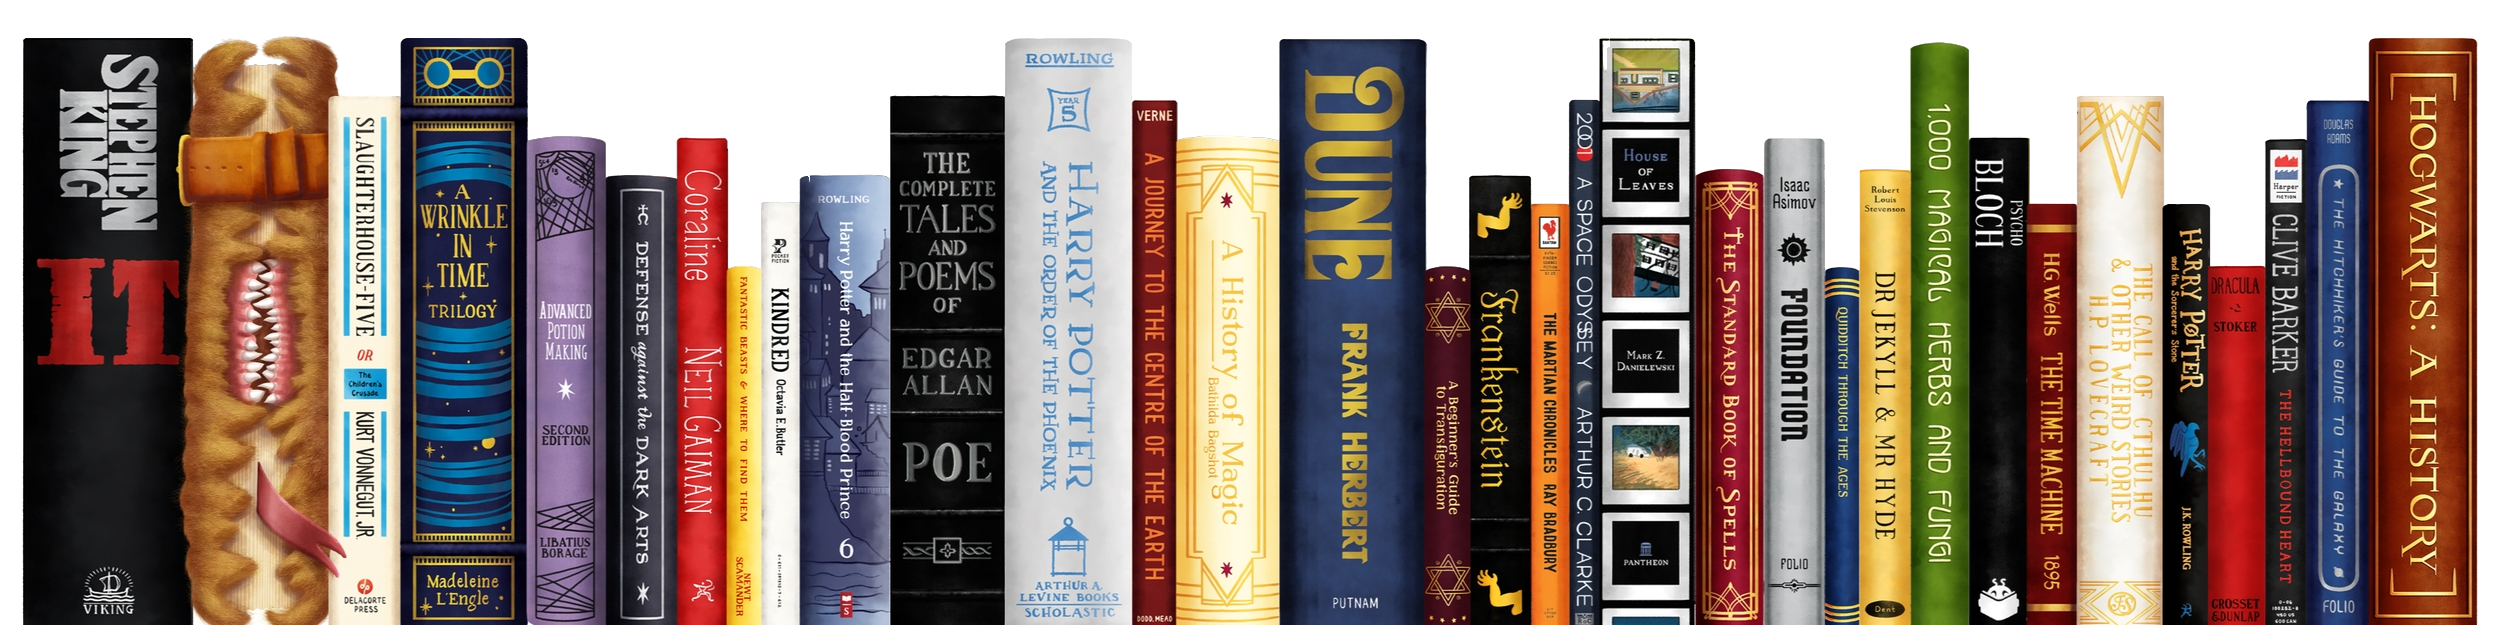 STEPHEN
KING
IT
VIKING
SLAUGHTERHOUSE-FIVE
OR
The
Children's
Crusade
KURT VONNEGUT, JR.
DELACORTE
PRESS
A
WRINKLE
IN
TIME
TRILOGY
Madeleine
L'Engle
ADVANCED
POTION
MAKING
SECOND
EDITION
LIBATIUS
BORAGE
DEFENSE against the DARK ARTS
Coraline
NEIL GAIMAN
FANTASTIC BEASTS & WHERE TO FIND THEM
NEWT
SCAMANDER
POCKET
FICTION
KINDRED Octavia E. Butler
ROWLING
Harry Potter and the Half-Blood Prince
6
S
THE
COMPLETE
TALES
AND
POEMS
OF
EDGAR
ALLAN
POE
ROWLING
YEAR
5
HARRY POTTER
AND THE ORDER OF THE PHOENIX
ARTHUR A.
LEVINE BOOKS
SCHOLASTIC
VERNE
A JOURNEY TO THE CENTRE OF THE EARTH
DODD, MEAD
A History of Magic
Bathilda Bagshot
DUNE
FRANK HERBERT
PUTNAM
A Beginner's Guide
to Transfiguration
Frankenstein
BANTAM
THE MARTIAN CHRONICLES RAY BRADBURY
2001 A SPACE ODYSSEY ARTHUR C. CLARKE
HOUSE
OF
LEAVES
MARK Z.
DANIELEWSKI
PANTHEON
THE STANDARD BOOK OF SPELLS
Isaac
Asimov
FOUNDATION
FOLIO
QUIDDITCH THROUGH THE AGES
Robert
Louis
Stevenson
DR JEKYLL & MR HYDE
Dent
1,000 MAGICAL HERBS AND FUNGI
PSYCHO
BLOCH
HG Wells THE TIME MACHINE 1895
THE CALL OF CTHULHU
& OTHER WEIRD STORIES
H.P. LOVECRAFT
FS
HARRY POTTER
and the Sorcerer's Stone
J.K. ROWLING
DRACULA
STOKER
GROSSET
& DUNLAP
Harper
FICTION
CLIVE BARKER
THE HELLBOUND HEART
DOUGLAS
ADAMS
THE HITCHHIKER'S GUIDE TO THE GALAXY
FOLIO
HOGWARTS: A HISTORY